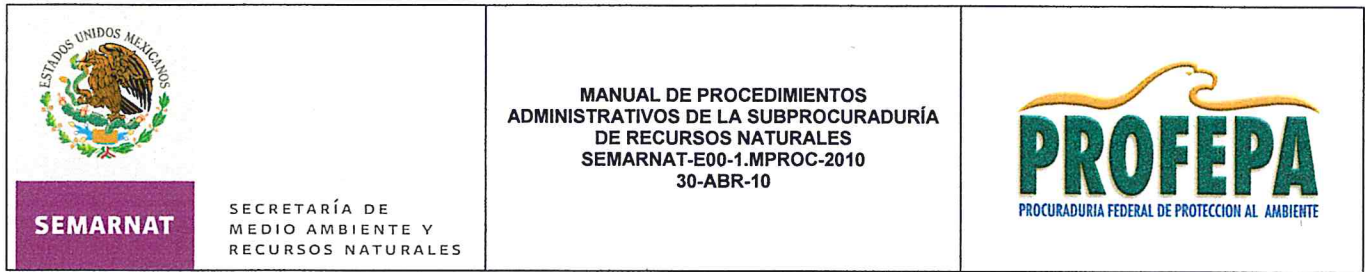 ESTADOS UNIDOS MEXICANOS
SEMARNAT
SECRETARÍA DE
MEDIO AMBIENTE Y
RECURSOS NATURALES
MANUAL DE PROCEDIMIENTOS
ADMINISTRATIVOS DE LA SUBPROCURADURÍA
DE RECURSOS NATURALES
SEMARNAT-E00-1.MPROC-2010
30-ABR-10
PROFEPA
PROCURADURIA FEDERAL DE PROTECCION AL AMBIENTE